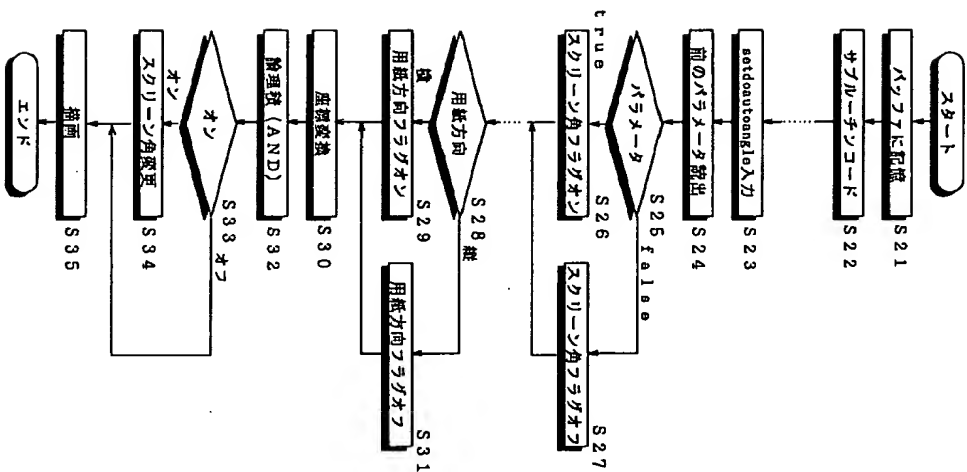 スタート
バッファに記憶
S21
サブルーチンコード
S22
setdoautoangle入力
S23
前のパラメータ読出
S24
パラメータ
S25
true
false
スクリーン角フラグオン
S26
スクリーン角フラグオフ
S27
用紙方向
S28
横
縦
用紙方向フラグオン
S29
用紙方向フラグオフ
S31
座標変換
S30
論理積(AND)
S32
オン
S33
オフ
オン
スクリーン角変更
S34
描画
S35
エンド